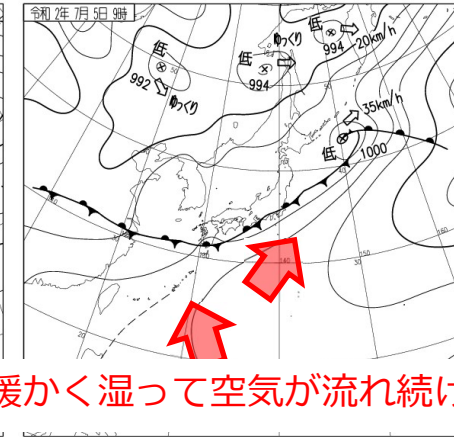 令和 2年 7月 5日 9時
低
994
20km/h
低
ゆっくり
994
低
992
ゆっくり
35km/h
低
1000
暖かく湿って空気が流れ続け